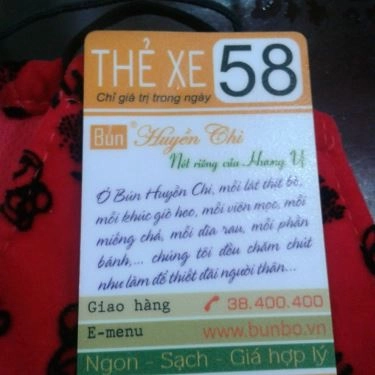 THẺ XE 58
Chỉ giá trị trong ngày
Bún ® Huyền Chi
Nét riêng của Hương Vị
Ở Bún Huyền Chi, mỗi lát thịt bò,
mỗi khúc giò heo, mỗi viên mọc, mỗi
miếng chả, mỗi dĩa rau, mỗi phần
bánh,... chúng tôi đều chăm chút
như làm để thiết đãi người thân...
Giao hàng 38.400.400
E-menu www.bunbo.vn
Ngon - Sạch - Giá hợp lý